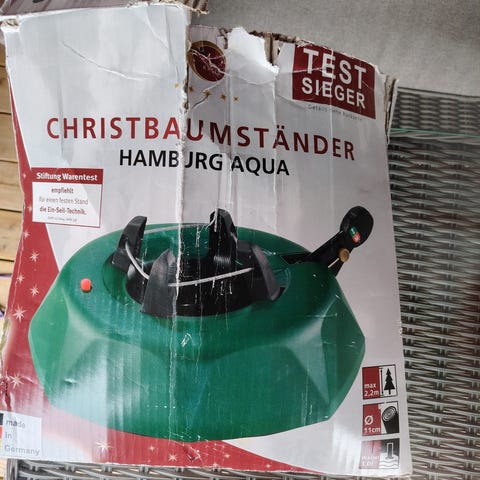 TEST
SIEGER
CHRISTBAUMSTÄNDER
HAMBURG AQUA
Stiftung Warentest
empfiehlt
für einen festen Stand
die Ein-Seil-Technik.
max
2,2m
Ø
11cm
made
in
Germany